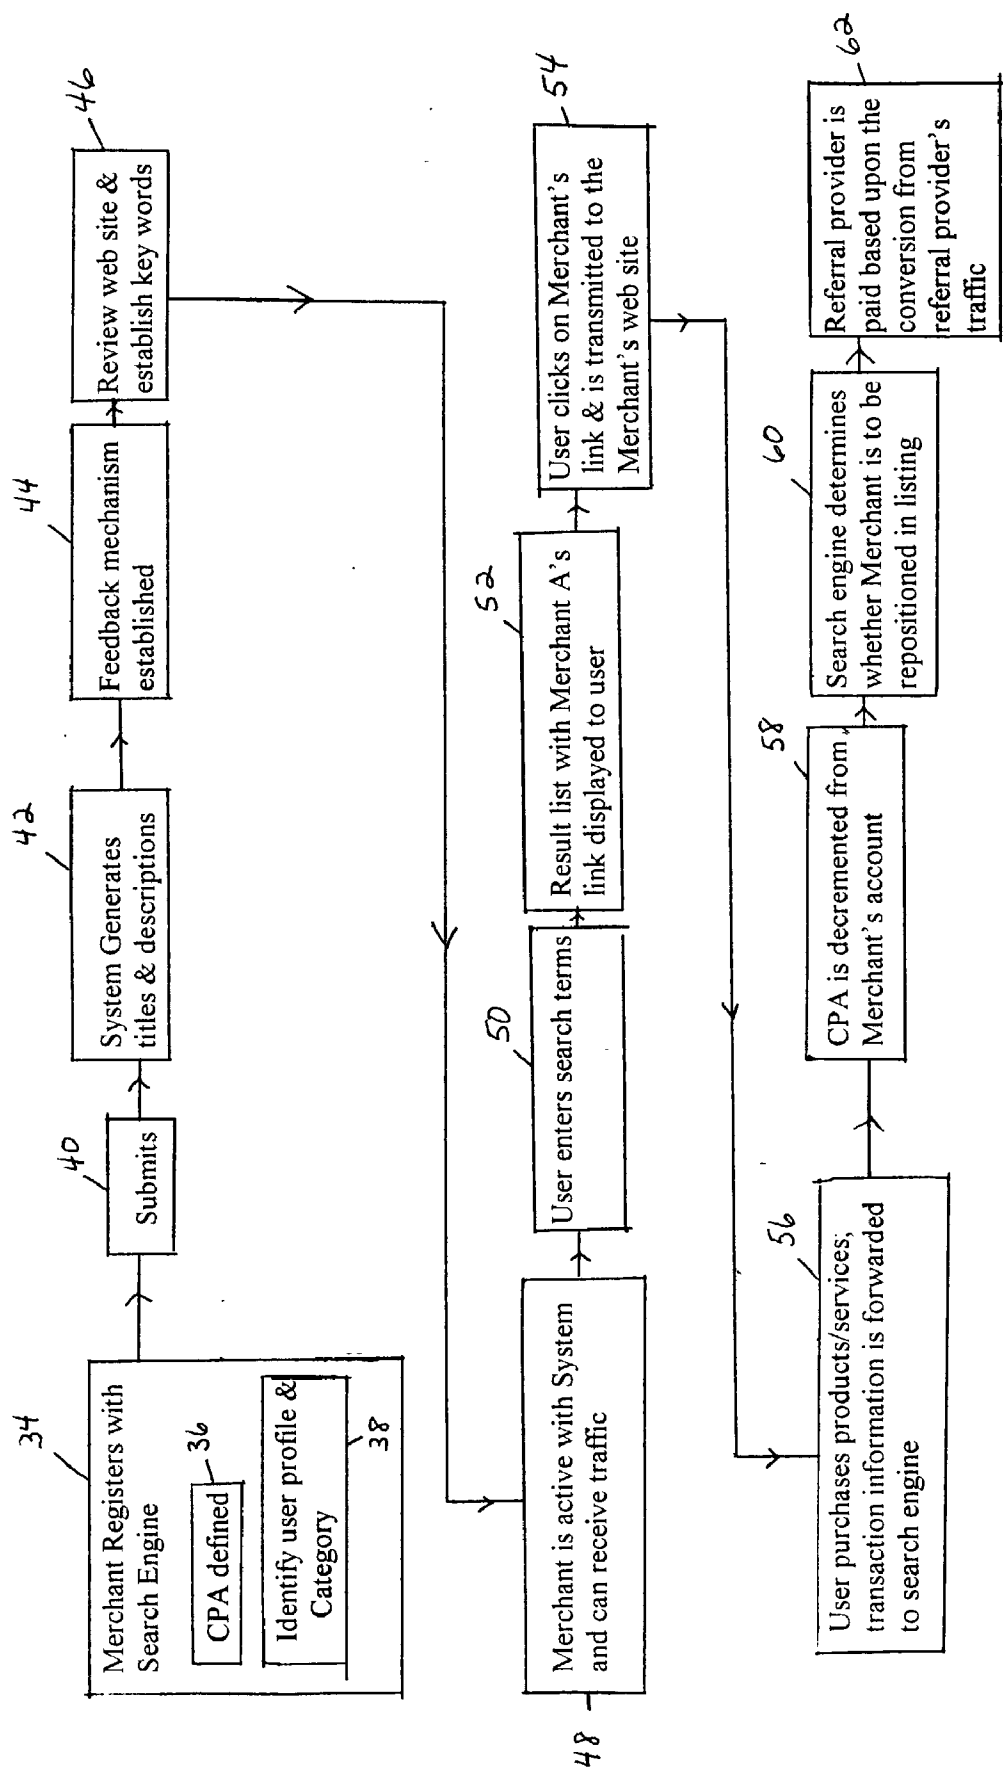 34
Merchant Registers with
Search Engine
36
CPA defined
Identify user profile &
Category
38
40
Submits
42
System Generates
titles & descriptions
44
Feedback mechanism
established
46
Review web site &
establish key words
48
Merchant is active with System
and can receive traffic
50
User enters search terms
52
Result list with Merchant A's
link displayed to user
54
User clicks on Merchant's
link & is transmitted to the
Merchant's web site
56
User purchases products/services;
transaction information is forwarded
to search engine
58
CPA is decremented from
Merchant's account
60
Search engine determines
whether Merchant is to be
repositioned in listing
62
Referral provider is
paid based upon the
conversion from
referral provider's
traffic